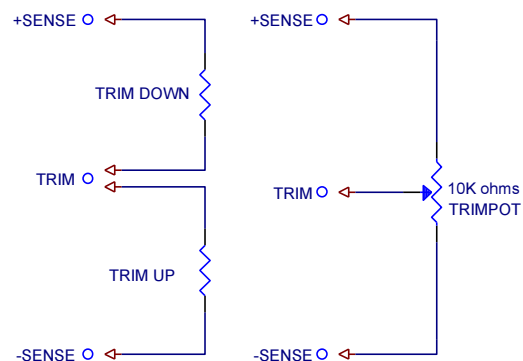 +SENSE
TRIM DOWN
TRIM
TRIM UP
-SENSE
+SENSE
TRIM
10K ohms
TRIMPOT
-SENSE